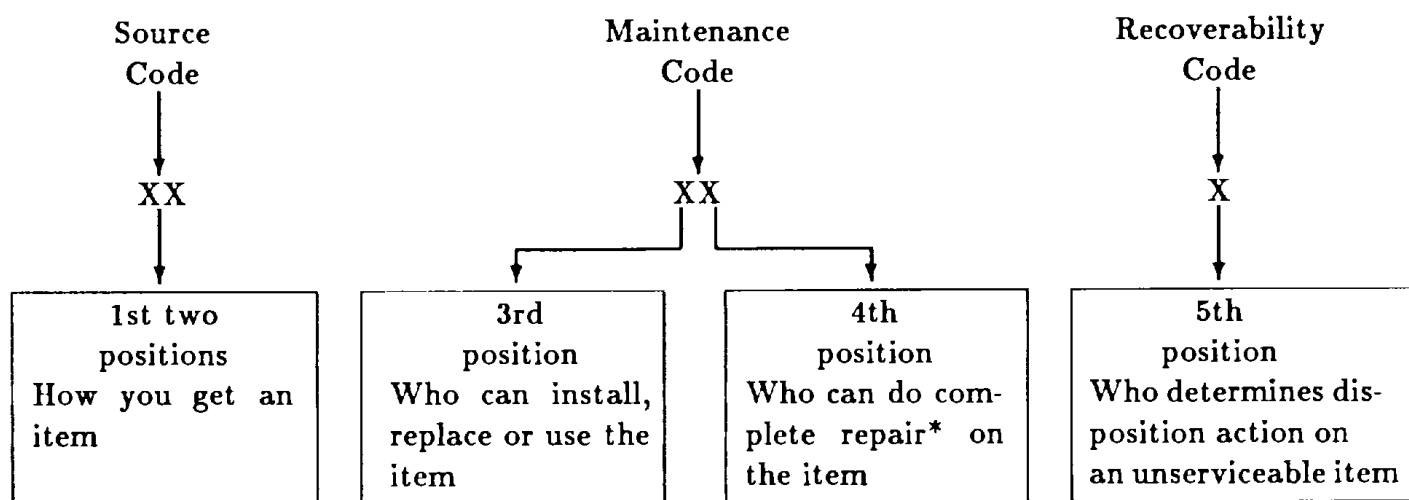 Source
Code
XX
1st two
positions
How you get an
item
Maintenance
Code
XX
3rd
position
Who can install,
replace or use the
item
4th
position
Who can do com-
plete repair* on
the item
Recoverability
Code
X
5th
position
Who determines dis-
position action on
an unserviceable item